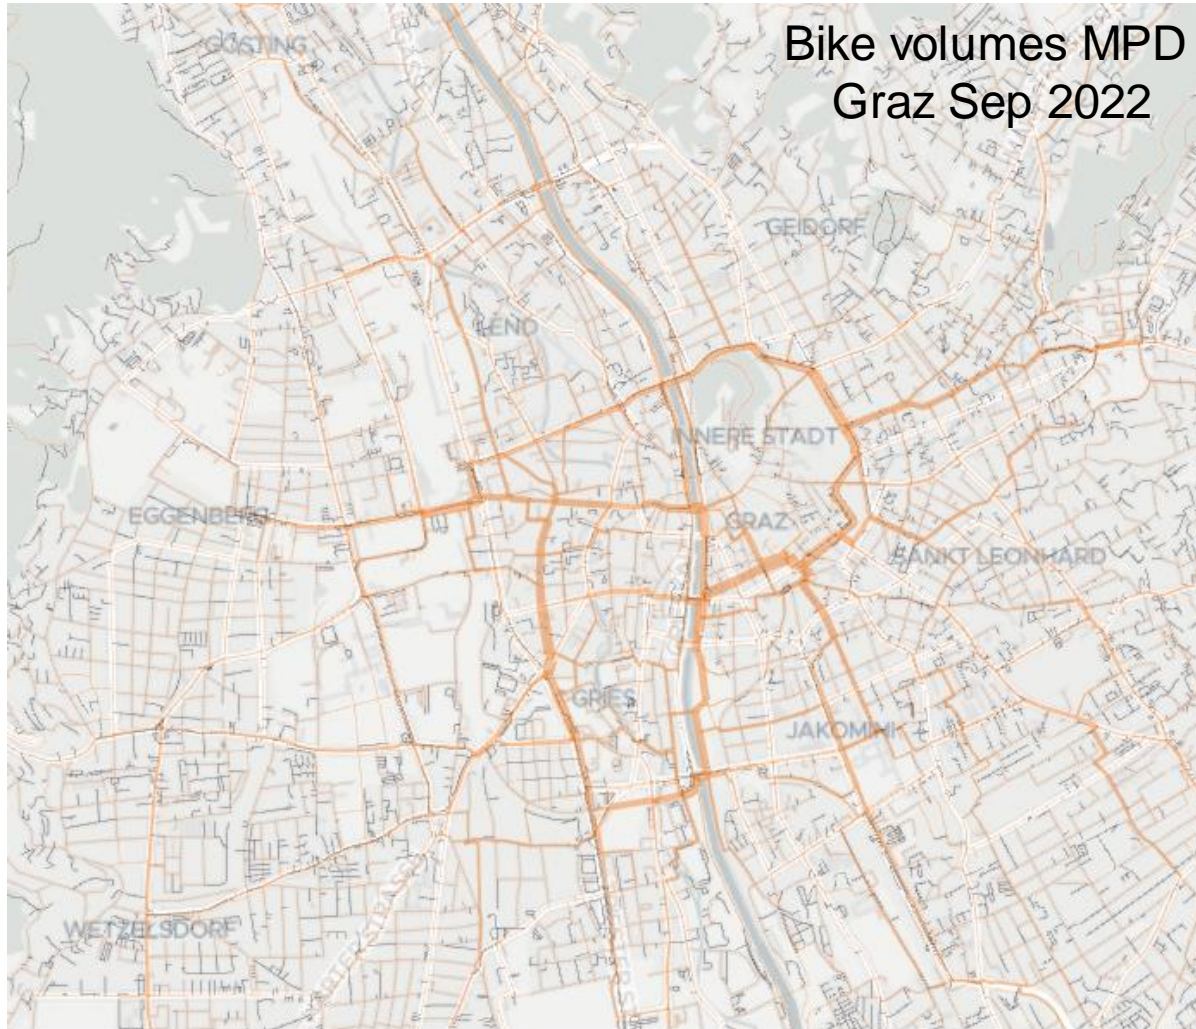 Bike volumes MPD
Graz Sep 2022
GÖSTING
GEIDORF
LEND
INNERE STADT
EGGENBERG
GRAZ
SANKT LEONHARD
GRIES
JAKOMINI
WETZELSDORF